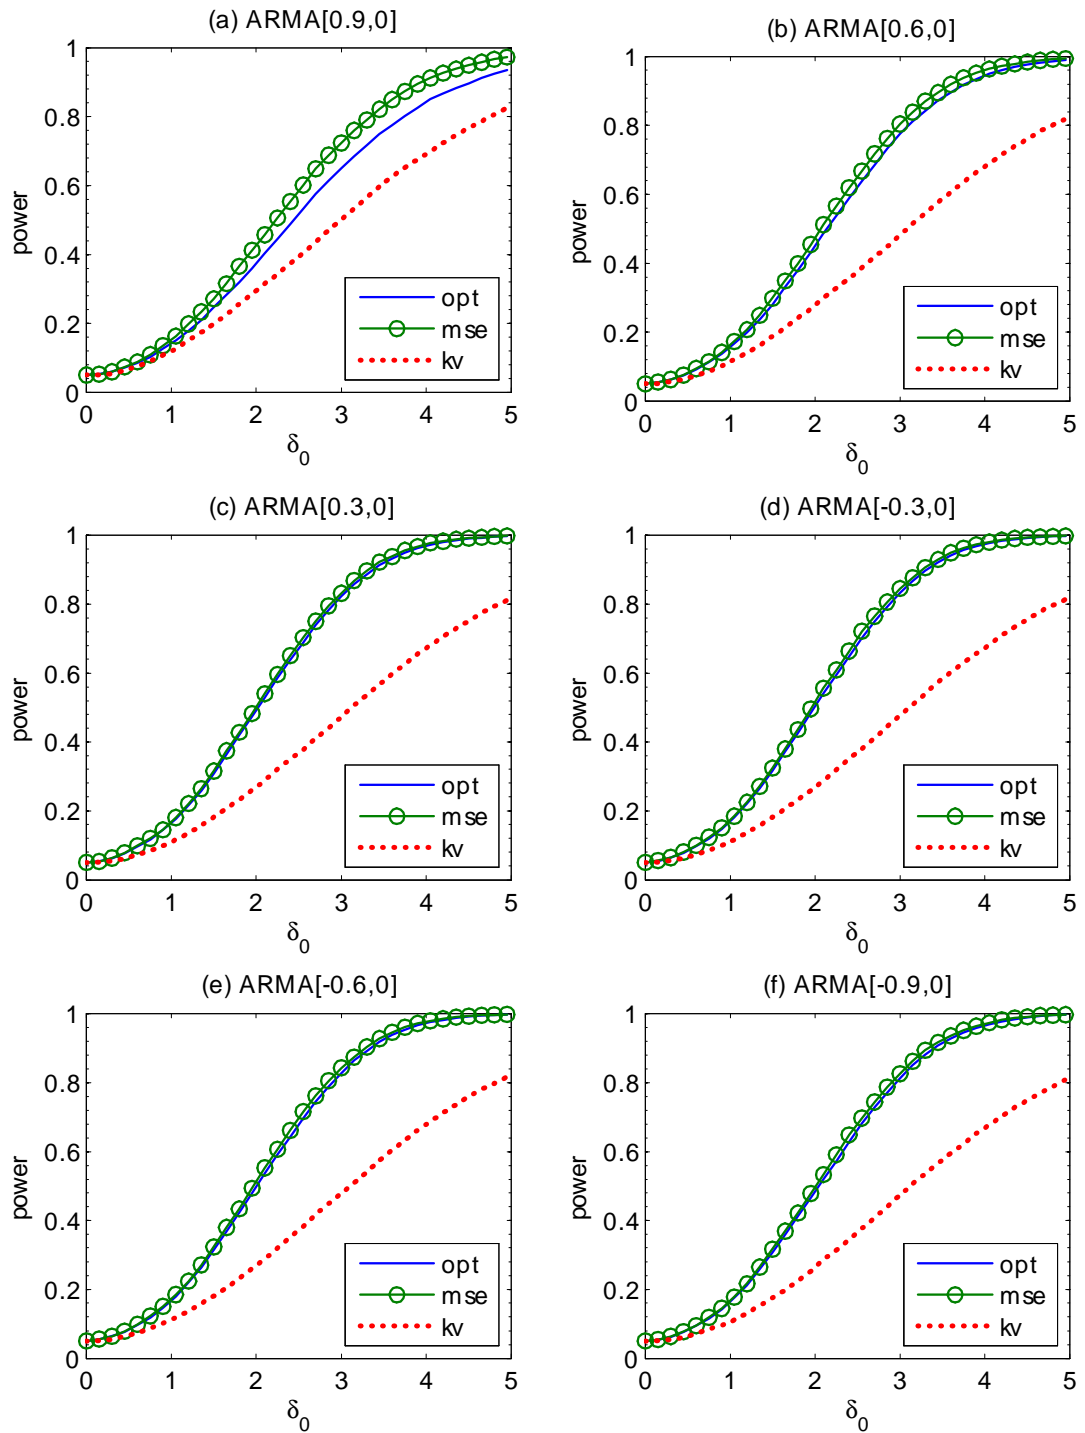 (a) ARMA[0.9,0]
power
1
0.8
0.6
0.4
0.2
0
0 1 2 3 4 5
δ0
opt
mse
kv
(b) ARMA[0.6,0]
power
1
0.8
0.6
0.4
0.2
0
0 1 2 3 4 5
δ0
opt
mse
kv
(c) ARMA[0.3,0]
power
1
0.8
0.6
0.4
0.2
0
0 1 2 3 4 5
δ0
opt
mse
kv
(d) ARMA[-0.3,0]
power
1
0.8
0.6
0.4
0.2
0
0 1 2 3 4 5
δ0
opt
mse
kv
(e) ARMA[-0.6,0]
power
1
0.8
0.6
0.4
0.2
0
0 1 2 3 4 5
δ0
opt
mse
kv
(f) ARMA[-0.9,0]
power
1
0.8
0.6
0.4
0.2
0
0 1 2 3 4 5
δ0
opt
mse
kv